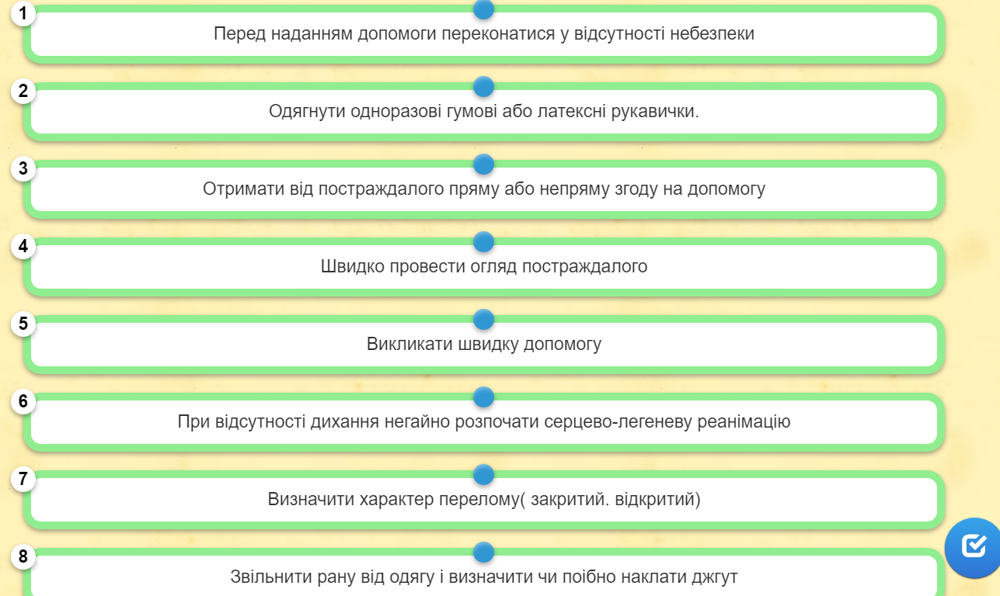 1
Перед наданням допомоги переконатися у відсутності небезпеки
2
Одягнути одноразові гумові або латексні рукавички.
3
Отримати від постраждалого пряму або непряму згоду на допомогу
4
Швидко провести огляд постраждалого
5
Викликати швидку допомогу
6
При відсутності дихання негайно розпочати серцево-легеневу реанімацію
7
Визначити характер перелому( закритий. відкритий)
8
Звільнити рану від одягу і визначити чи поібно наклати джгут